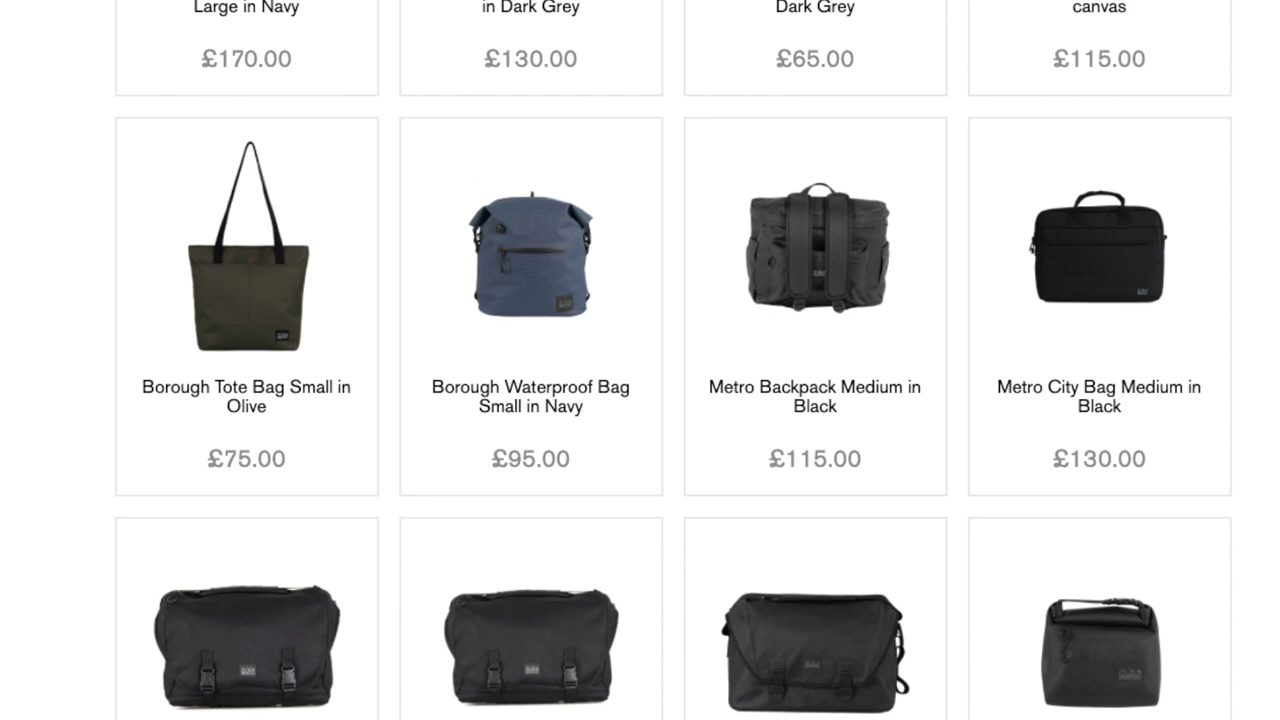 Large in Navy
in Dark Grey
Dark Grey
canvas
£170.00
£130.00
£65.00
£115.00
Borough Tote Bag Small in
Olive
£75.00
Borough Waterproof Bag
Small in Navy
£95.00
Metro Backpack Medium in
Black
£115.00
Metro City Bag Medium in
Black
£130.00